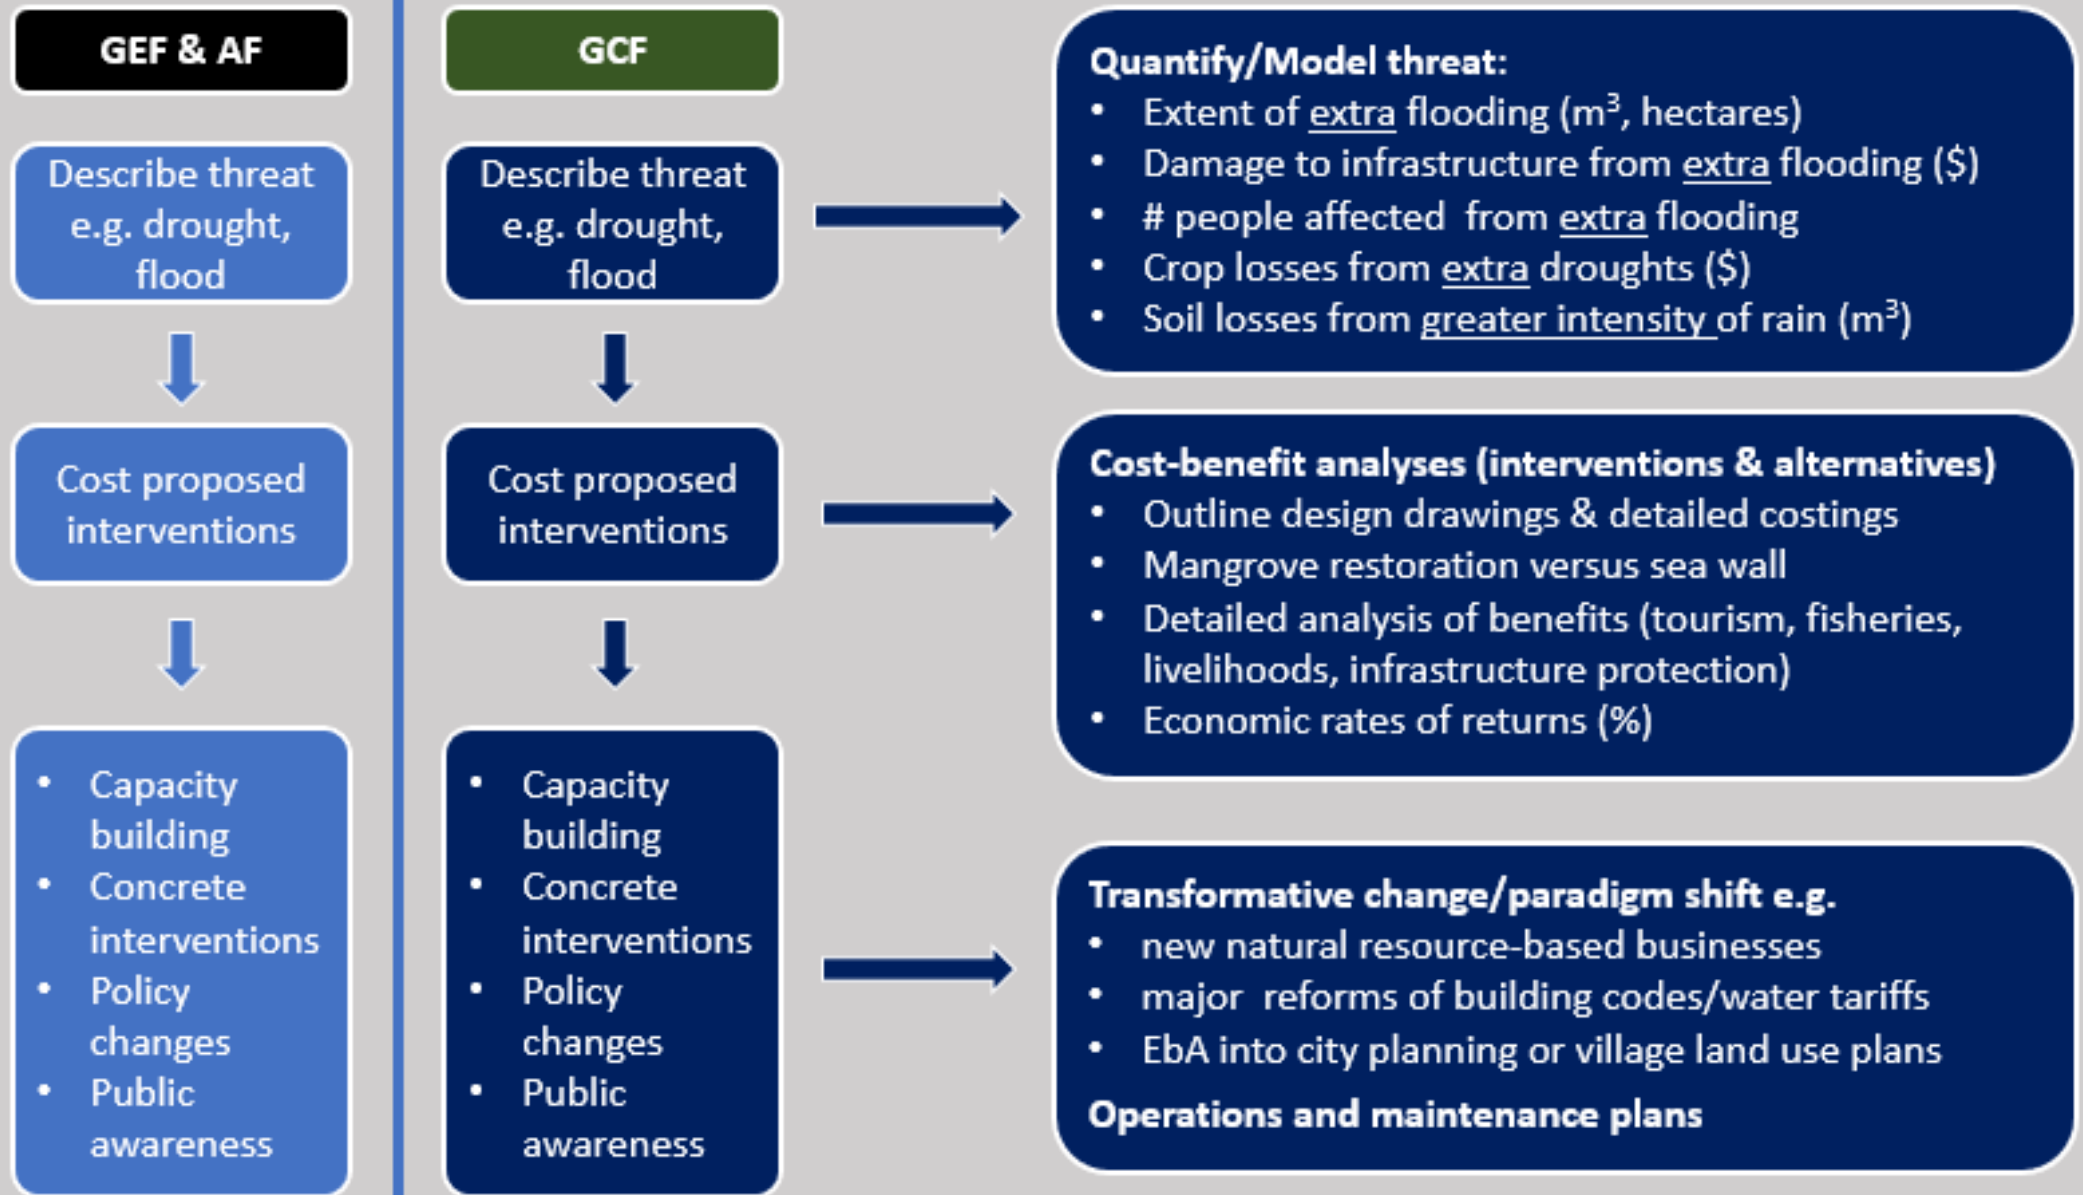 GEF & AF
Describe threat
e.g. drought,
flood
Cost proposed
interventions
• Capacity
building
• Concrete
interventions
• Policy
changes
• Public
awareness
GCF
Describe threat
e.g. drought,
flood
Cost proposed
interventions
• Capacity
building
• Concrete
interventions
• Policy
changes
• Public
awareness
Quantify/Model threat:
• Extent of extra flooding (m³, hectares)
• Damage to infrastructure from extra flooding ($)
• # people affected  from extra flooding
• Crop losses from extra droughts ($)
• Soil losses from greater intensity of rain (m³)
Cost-benefit analyses (interventions & alternatives)
• Outline design drawings & detailed costings
• Mangrove restoration versus sea wall
• Detailed analysis of benefits (tourism, fisheries,
livelihoods, infrastructure protection)
• Economic rates of returns (%)
Transformative change/paradigm shift e.g.
• new natural resource-based businesses
• major  reforms of building codes/water tariffs
• EbA into city planning or village land use plans
Operations and maintenance plans